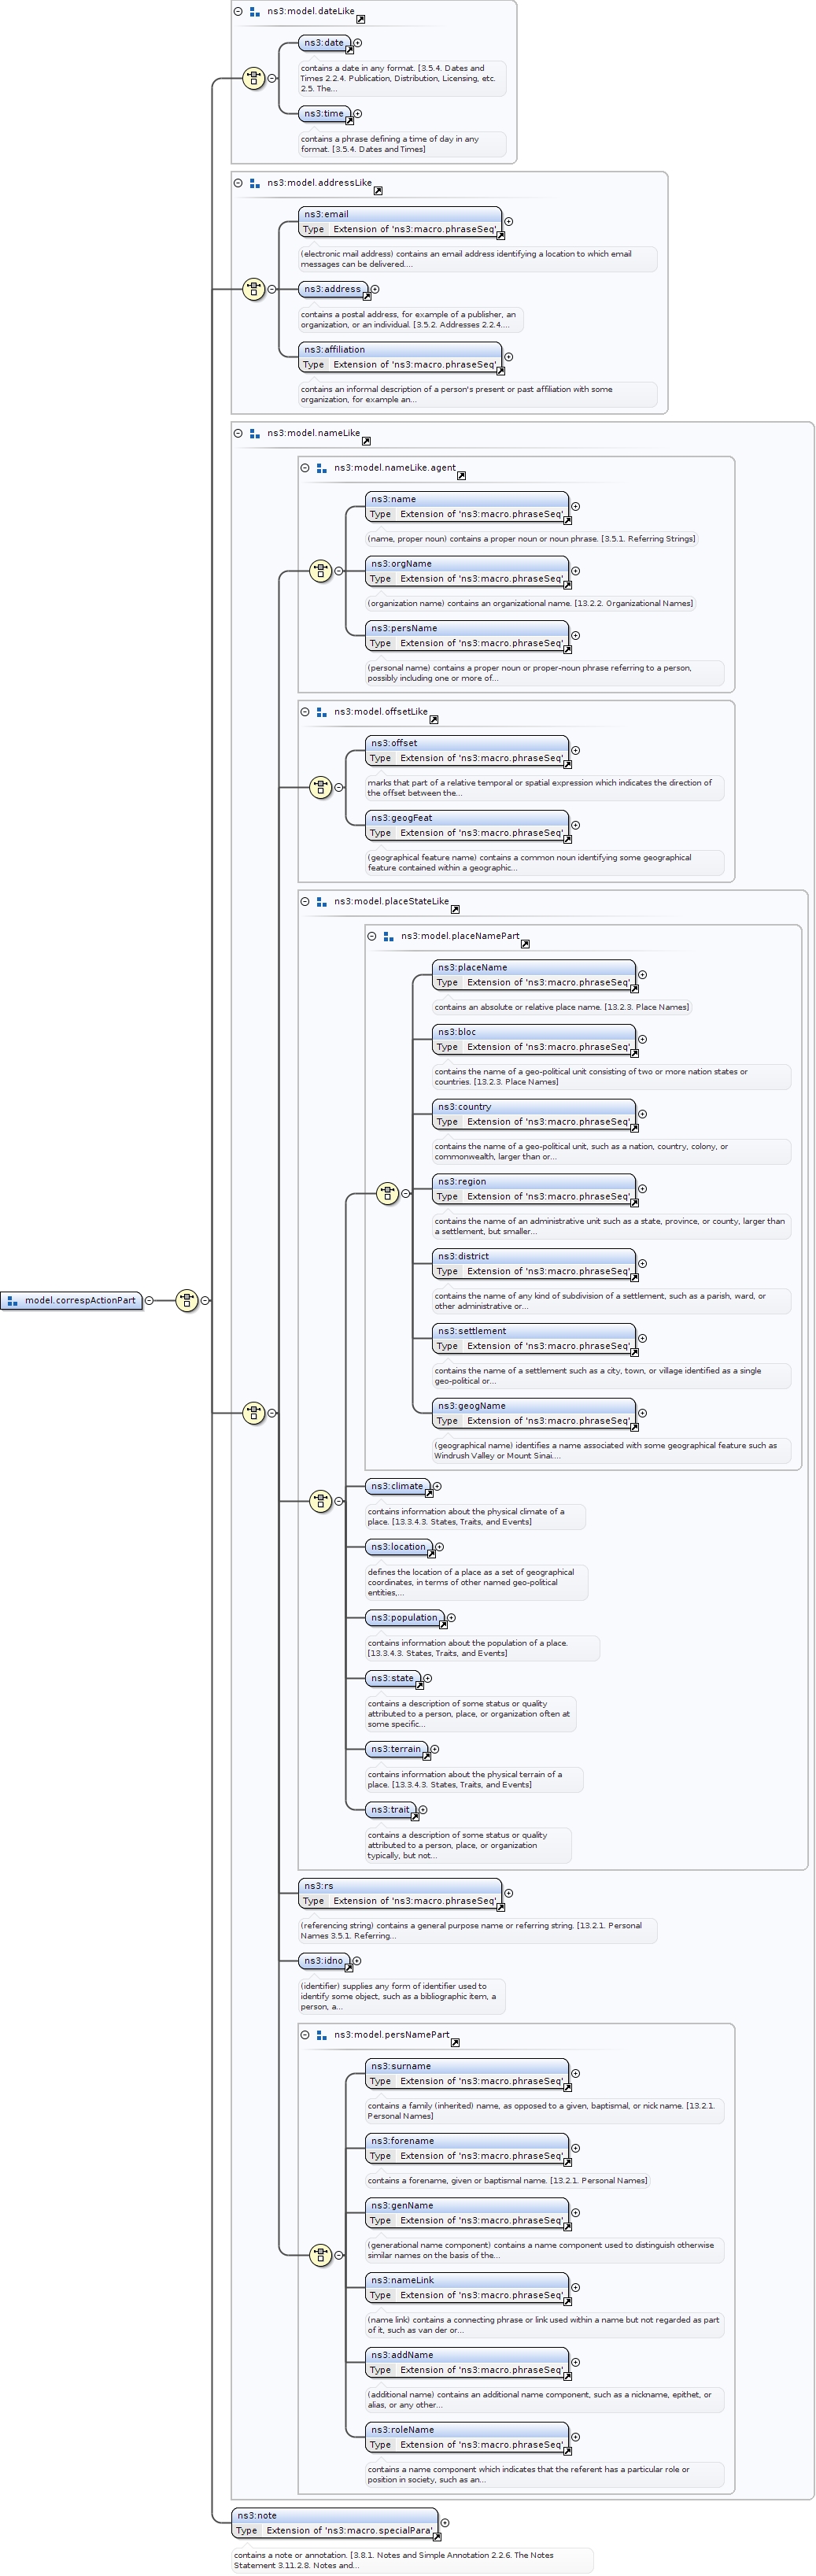 ns3:model.dateLike
ns3:date
contains a date in any format. [3.5.4. Dates and
Times 2.2.4. Publication, Distribution, Licensing, etc.
2.5. The...
ns3:time
contains a phrase defining a time of day in any
format. [3.5.4. Dates and Times]
ns3:model.addressLike
ns3:email
Type Extension of 'ns3:macro.phraseSeq'
(electronic mail address) contains an email address identifying a location to which email
messages can be delivered....
ns3:address
contains a postal address, for example of a publisher, an
organization, or an individual. [3.5.2. Addresses 2.2.4....
ns3:affiliation
Type Extension of 'ns3:macro.phraseSeq'
contains an informal description of a person's present or past affiliation with some
organization, for example an...
ns3:model.nameLike
ns3:model.nameLike.agent
ns3:name
Type Extension of 'ns3:macro.phraseSeq'
(name, proper noun) contains a proper noun or noun phrase. [3.5.1. Referring Strings]
ns3:orgName
Type Extension of 'ns3:macro.phraseSeq'
(organization name) contains an organizational name. [13.2.2. Organizational Names]
ns3:persName
Type Extension of 'ns3:macro.phraseSeq'
(personal name) contains a proper noun or proper-noun phrase referring to a person,
possibly including one or more of...
ns3:model.offsetLike
ns3:offset
Type Extension of 'ns3:macro.phraseSeq'
marks that part of a relative temporal or spatial expression which indicates the direction of
the offset between the...
ns3:geogFeat
Type Extension of 'ns3:macro.phraseSeq'
(geographical feature name) contains a common noun identifying some geographical
feature contained within a geographic...
ns3:model.placeStateLike
ns3:model.placeNamePart
ns3:placeName
Type Extension of 'ns3:macro.phraseSeq'
contains an absolute or relative place name. [13.2.3. Place Names]
ns3:bloc
Type Extension of 'ns3:macro.phraseSeq'
contains the name of a geo-political unit consisting of two or more nation states or
countries. [13.2.3. Place Names]
ns3:country
Type Extension of 'ns3:macro.phraseSeq'
contains the name of a geo-political unit, such as a nation, country, colony, or
commonwealth, larger than or...
ns3:region
Type Extension of 'ns3:macro.phraseSeq'
contains the name of an administrative unit such as a state, province, or county, larger than
a settlement, but smaller...
ns3:district
Type Extension of 'ns3:macro.phraseSeq'
contains the name of any kind of subdivision of a settlement, such as a parish, ward, or
other administrative or...
model.correspActionPart
ns3:settlement
Type Extension of 'ns3:macro.phraseSeq'
contains the name of a settlement such as a city, town, or village identified as a single
geo-political or...
ns3:geogName
Type Extension of 'ns3:macro.phraseSeq'
(geographical name) identifies a name associated with some geographical feature such as
Windrush Valley or Mount Sinai....
ns3:climate
contains information about the physical climate of a
place. [13.3.4.3. States, Traits, and Events]
ns3:location
defines the location of a place as a set of geographical
coordinates, in terms of other named geo-political
entities,...
ns3:population
contains information about the population of a place.
[13.3.4.3. States, Traits, and Events]
ns3:state
contains a description of some status or quality
attributed to a person, place, or organization often at
some specific...
ns3:terrain
contains information about the physical terrain of a
place. [13.3.4.3. States, Traits, and Events]
ns3:trait
contains a description of some status or quality
attributed to a person, place, or organization
typically, but not...
ns3:rs
Type Extension of 'ns3:macro.phraseSeq'
(referencing string) contains a general purpose name or referring string. [13.2.1. Personal
Names 3.5.1. Referring...
ns3:idno
(identifier) supplies any form of identifier used to
identify some object, such as a bibliographic item, a
person, a...
ns3:model.persNamePart
ns3:surname
Type Extension of 'ns3:macro.phraseSeq'
contains a family (inherited) name, as opposed to a given, baptismal, or nick name. [13.2.1.
Personal Names]
ns3:forename
Type Extension of 'ns3:macro.phraseSeq'
contains a forename, given or baptismal name. [13.2.1. Personal Names]
ns3:genName
Type Extension of 'ns3:macro.phraseSeq'
(generational name component) contains a name component used to distinguish otherwise
similar names on the basis of the...
ns3:nameLink
Type Extension of 'ns3:macro.phraseSeq'
(name link) contains a connecting phrase or link used within a name but not regarded as part
of it, such as van der or...
ns3:addName
Type Extension of 'ns3:macro.phraseSeq'
(additional name) contains an additional name component, such as a nickname, epithet, or
alias, or any other...
ns3:roleName
Type Extension of 'ns3:macro.phraseSeq'
contains a name component which indicates that the referent has a particular role or
position in society, such as an...
ns3:note
Type Extension of 'ns3:macro.specialPara'
contains a note or annotation. [3.8.1. Notes and Simple Annotation 2.2.6. The Notes
Statement 3.11.2.8. Notes and...